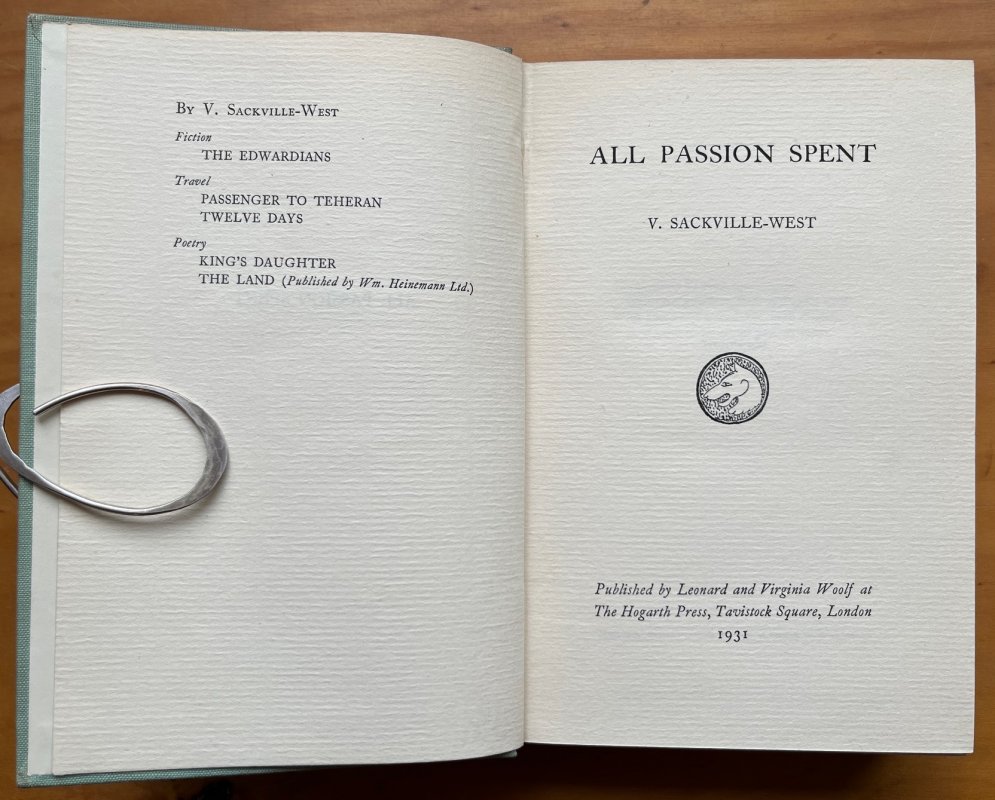 By V. Sackville-West
Fiction
THE EDWARDIANS
Travel
PASSENGER TO TEHERAN
TWELVE DAYS
Poetry
KING'S DAUGHTER
THE LAND (Published by Wm. Heinemann Ltd.)
ALL PASSION SPENT
V. SACKVILLE-WEST
Published by Leonard and Virginia Woolf at
The Hogarth Press, Tavistock Square, London
1931